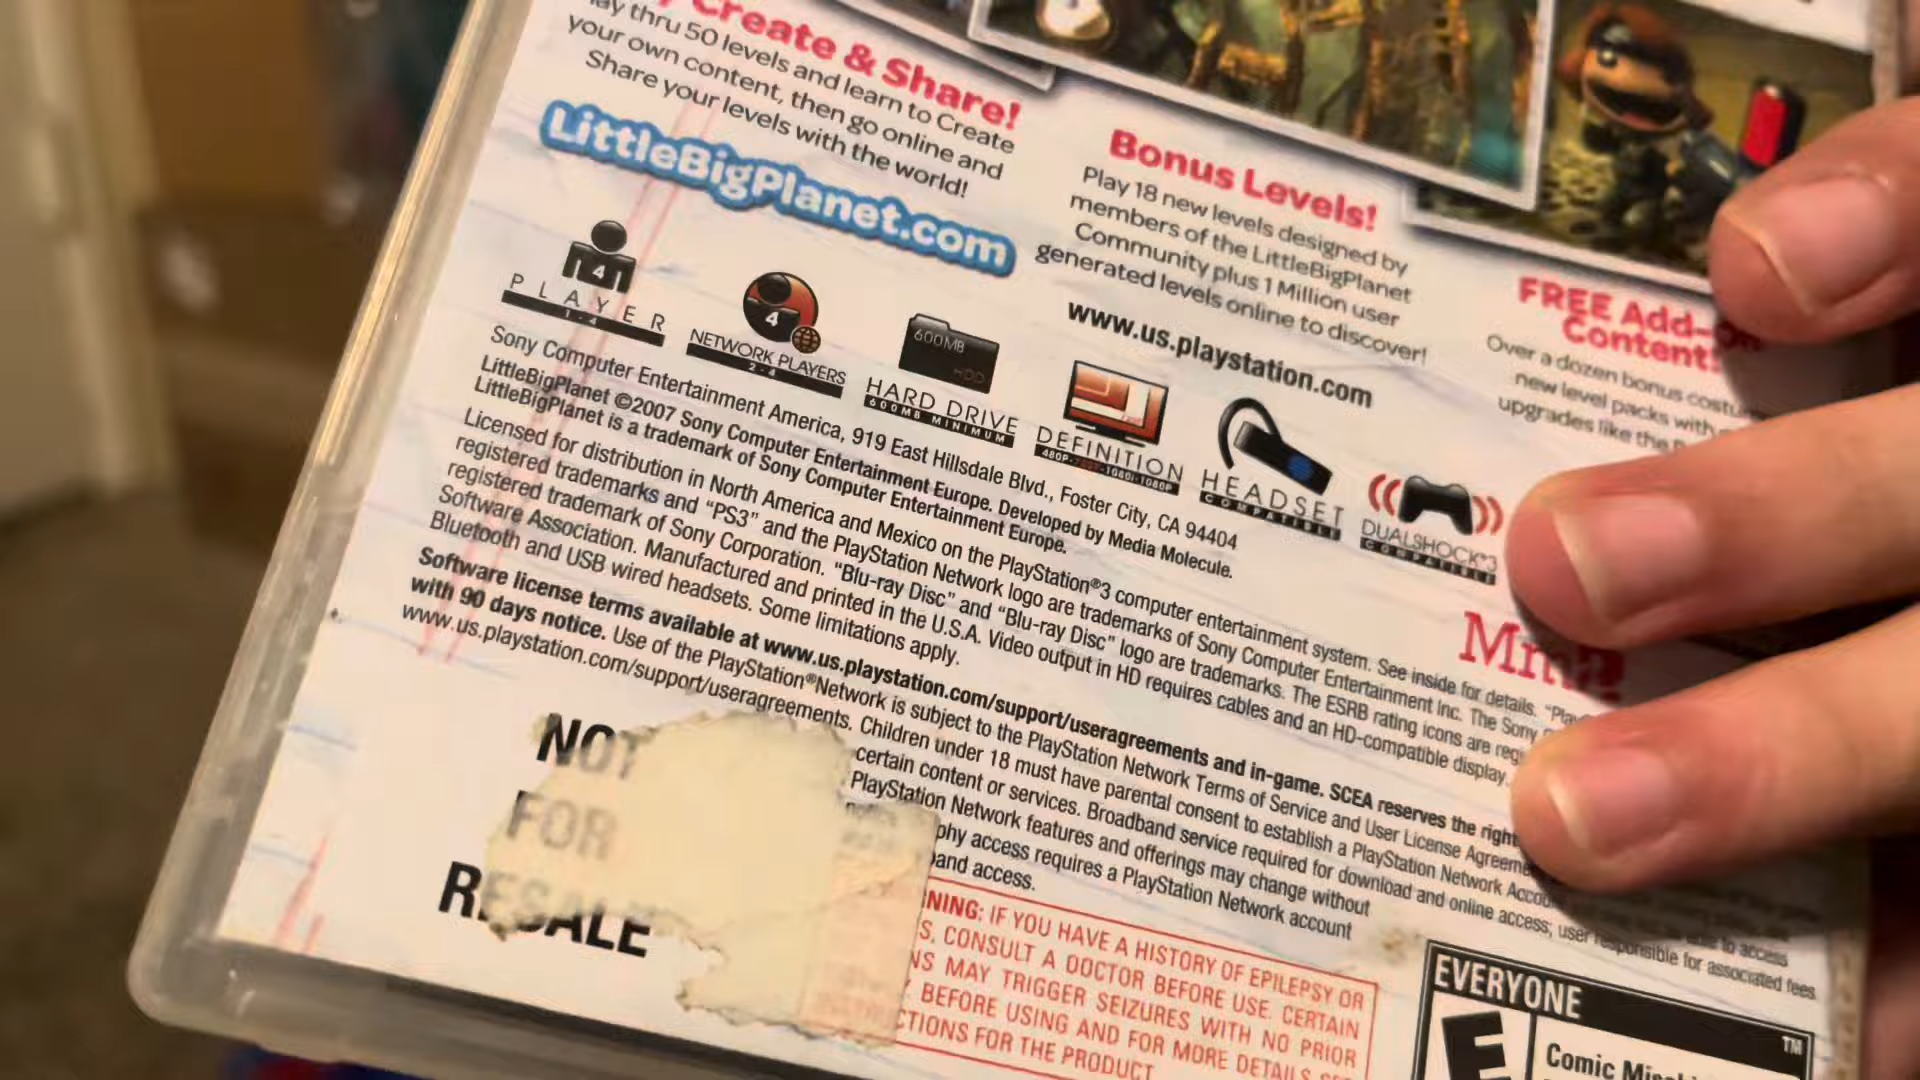 Create & Share!
thru 50 levels and learn to Create
your own content, then go online and
Share your levels with the world!
LittleBigPlanet.com
Bonus Levels!
Play 18 new levels designed by
members of the LittleBigPlanet
Community plus 1 Million user
generated levels online to discover!
www.us.playstation.com
FREE Add-on
Content!
Over a dozen bonus
new level packs with
upgrades like the
4
PLAYER
1-4
4
NETWORK PLAYERS
2-4
600MB
HDD
HARD DRIVE
600MB MINIMUM
DEFINITION
480P·720P·1080i·1080P
HEADSET
COMPATIBLE
DUALSHOCK®3
COMPATIBLE
Mm
Sony Computer Entertainment America, 919 East Hillsdale Blvd., Foster City, CA 94404
LittleBigPlanet ©2007 Sony Computer Entertainment Europe. Developed by Media Molecule.
LittleBigPlanet is a trademark of Sony Computer Entertainment Europe.
Licensed for distribution in North America and Mexico on the PlayStation®3 computer entertainment system. See inside for details.
registered trademarks and “PS3” and the PlayStation Network logo are trademarks of Sony Computer Entertainment Inc. The Sony
registered trademark of Sony Corporation. “Blu-ray Disc” and “Blu-ray Disc” logo are trademarks. The ESRB rating icons are
Software Association. Manufactured and printed in the U.S.A. Video output in HD requires cables and an HD-compatible display.
Bluetooth and USB wired headsets. Some limitations apply.
Software license terms available at www.us.playstation.com/support/useragreements and in-game. SCEA reserves the right
with 90 days notice. Use of the PlayStation®Network is subject to the PlayStation Network Terms of Service and User License
www.us.playstation.com/support/useragreements. Children under 18 must have parental consent to establish a PlayStation Network
certain content or services. Broadband service required for download and online access; user responsible for associated fees
PlayStation Network features and offerings may change without
access requires a PlayStation Network account
access.
NOT
FOR
RESALE
IF YOU HAVE A HISTORY OF EPILEPSY OR
CONSULT A DOCTOR BEFORE USE. CERTAIN
MAY TRIGGER SEIZURES WITH NO PRIOR
BEFORE USING AND FOR MORE DETAILS
FOR THE PRODUCT
EVERYONE
TM
E
Comic